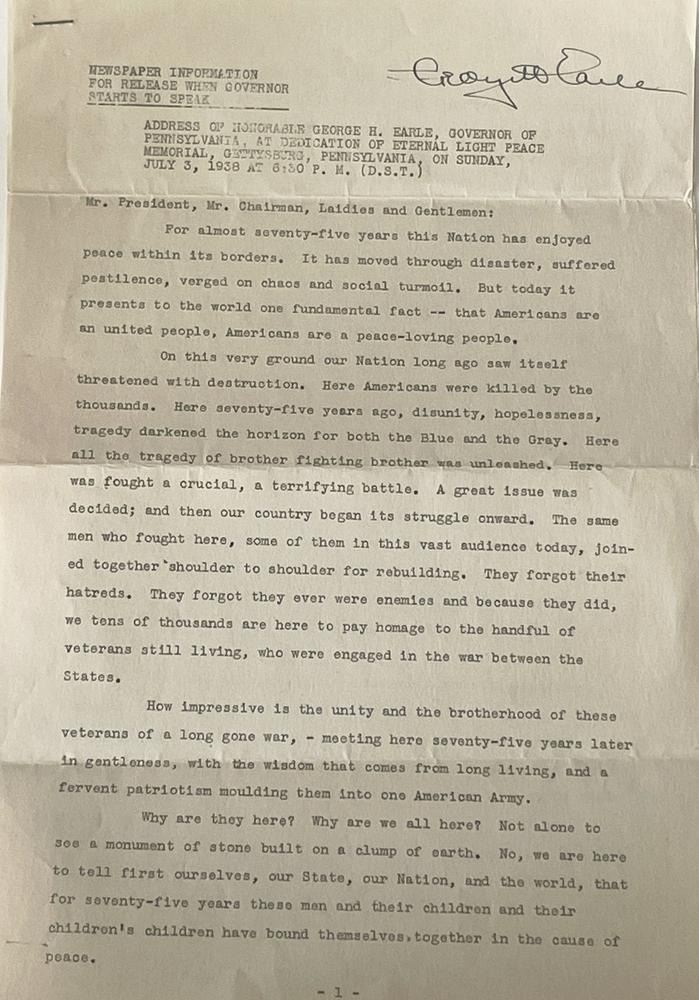 George H Earle
NEWSPAPER INFORMATION
FOR RELEASE WHEN GOVERNOR
STARTS TO SPEAK
ADDRESS OF HONORABLE GEORGE H. EARLE, GOVERNOR OF
PENNSYLVANIA, AT DEDICATION OF ETERNAL LIGHT PEACE
MEMORIAL, GETTYSBURG, PENNSYLVANIA, ON SUNDAY,
JULY 3, 1938 AT 6:30 P. M. (D.S.T.)
Mr. President, Mr. Chairman, Laidies and Gentlemen:
For almost seventy-five years this Nation has enjoyed
peace within its borders. It has moved through disaster, suffered
pestilence, verged on chaos and social turmoil. But today it
presents to the world one fundamental fact -- that Americans are
an united people, Americans are a peace-loving people.
On this very ground our Nation long ago saw itself
threatened with destruction. Here Americans were killed by the
thousands. Here seventy-five years ago, disunity, hopelessness,
tragedy darkened the horizon for both the Blue and the Gray. Here
all the tragedy of brother fighting brother was unleashed. Here
was fought a crucial, a terrifying battle. A great issue was
decided; and then our country began its struggle onward. The same
men who fought here, some of them in this vast audience today, join-
ed together shoulder to shoulder for rebuilding. They forgot their
hatreds. They forgot they ever were enemies and because they did,
we tens of thousands are here to pay homage to the handful of
veterans still living, who were engaged in the war between the
States.
How impressive is the unity and the brotherhood of these
veterans of a long gone war, - meeting here seventy-five years later
in gentleness, with the wisdom that comes from long living, and a
fervent patriotism moulding them into one American Army.
Why are they here? Why are we all here? Not alone to
see a monument of stone built on a clump of earth. No, we are here
to tell first ourselves, our State, our Nation, and the world, that
for seventy-five years these men and their children and their
children's children have bound themselves together in the cause of
peace.
- 1 -